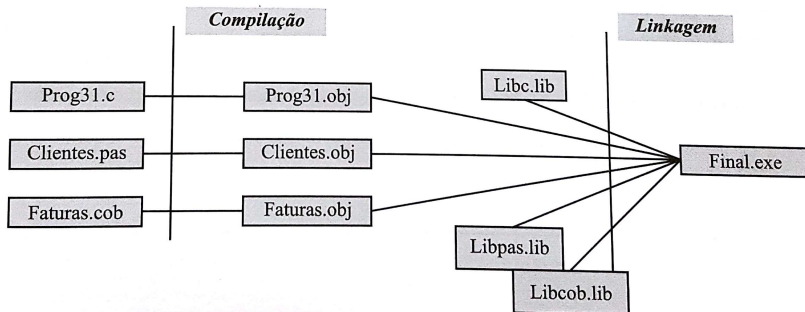 Compilação
Linkagem
Prog31.c
Prog31.obj
Libc.lib
Clientes.pas
Clientes.obj
Final.exe
Faturas.cob
Faturas.obj
Libpas.lib
Libcob.lib